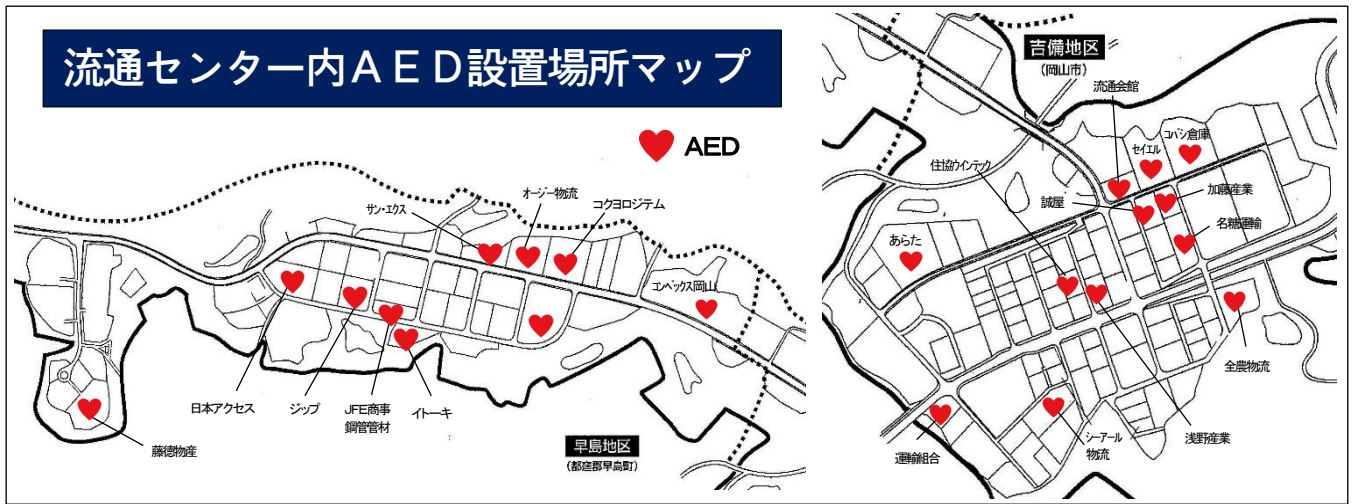 流通センター内ＡＥＤ設置場所マップ
AED
サン・エクス
オージー物流
コクヨロジテム
コンベックス岡山
日本アクセス
ジップ
JFE商事
鋼管管材
イトーキ
藤徳物産
早島地区
(都窪郡早島町)
吉備地区
(岡山市)
流通会館
セイエル
コバシ倉庫
住協ウインテック
誠屋
加藤産業
名糖運輸
あらた
全農物流
浅野産業
シーアール
物流
運輸組合